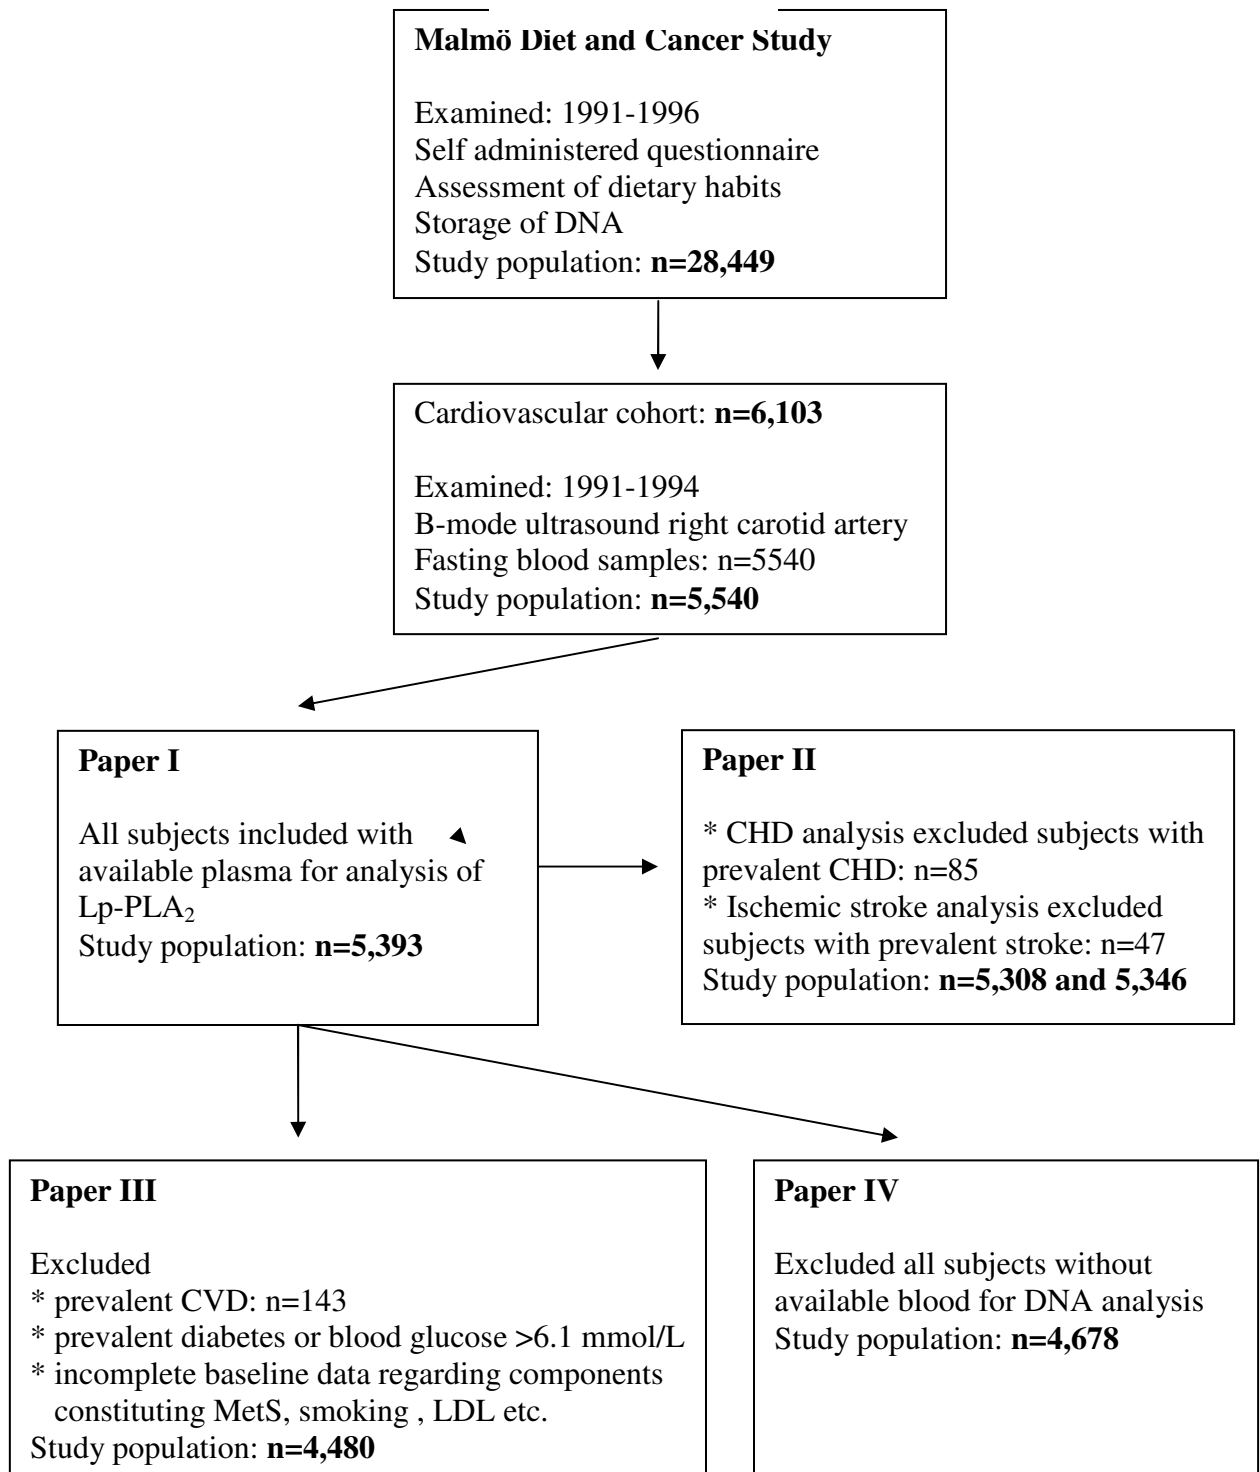 Malmö Diet and Cancer Study
Examined: 1991-1996
Self administered questionnaire
Assessment of dietary habits
Storage of DNA
Study population: n=28,449
Cardiovascular cohort: n=6,103
Examined: 1991-1994
B-mode ultrasound right carotid artery
Fasting blood samples: n=5540
Study population: n=5,540
Paper I
All subjects included with
available plasma for analysis of
Lp-PLA₂
Study population: n=5,393
Paper II
* CHD analysis excluded subjects with
prevalent CHD: n=85
* Ischemic stroke analysis excluded
subjects with prevalent stroke: n=47
Study population: n=5,308 and 5,346
Paper III
Excluded
* prevalent CVD: n=143
* prevalent diabetes or blood glucose >6.1 mmol/L
* incomplete baseline data regarding components
constituting MetS, smoking , LDL etc.
Study population: n=4,480
Paper IV
Excluded all subjects without
available blood for DNA analysis
Study population: n=4,678